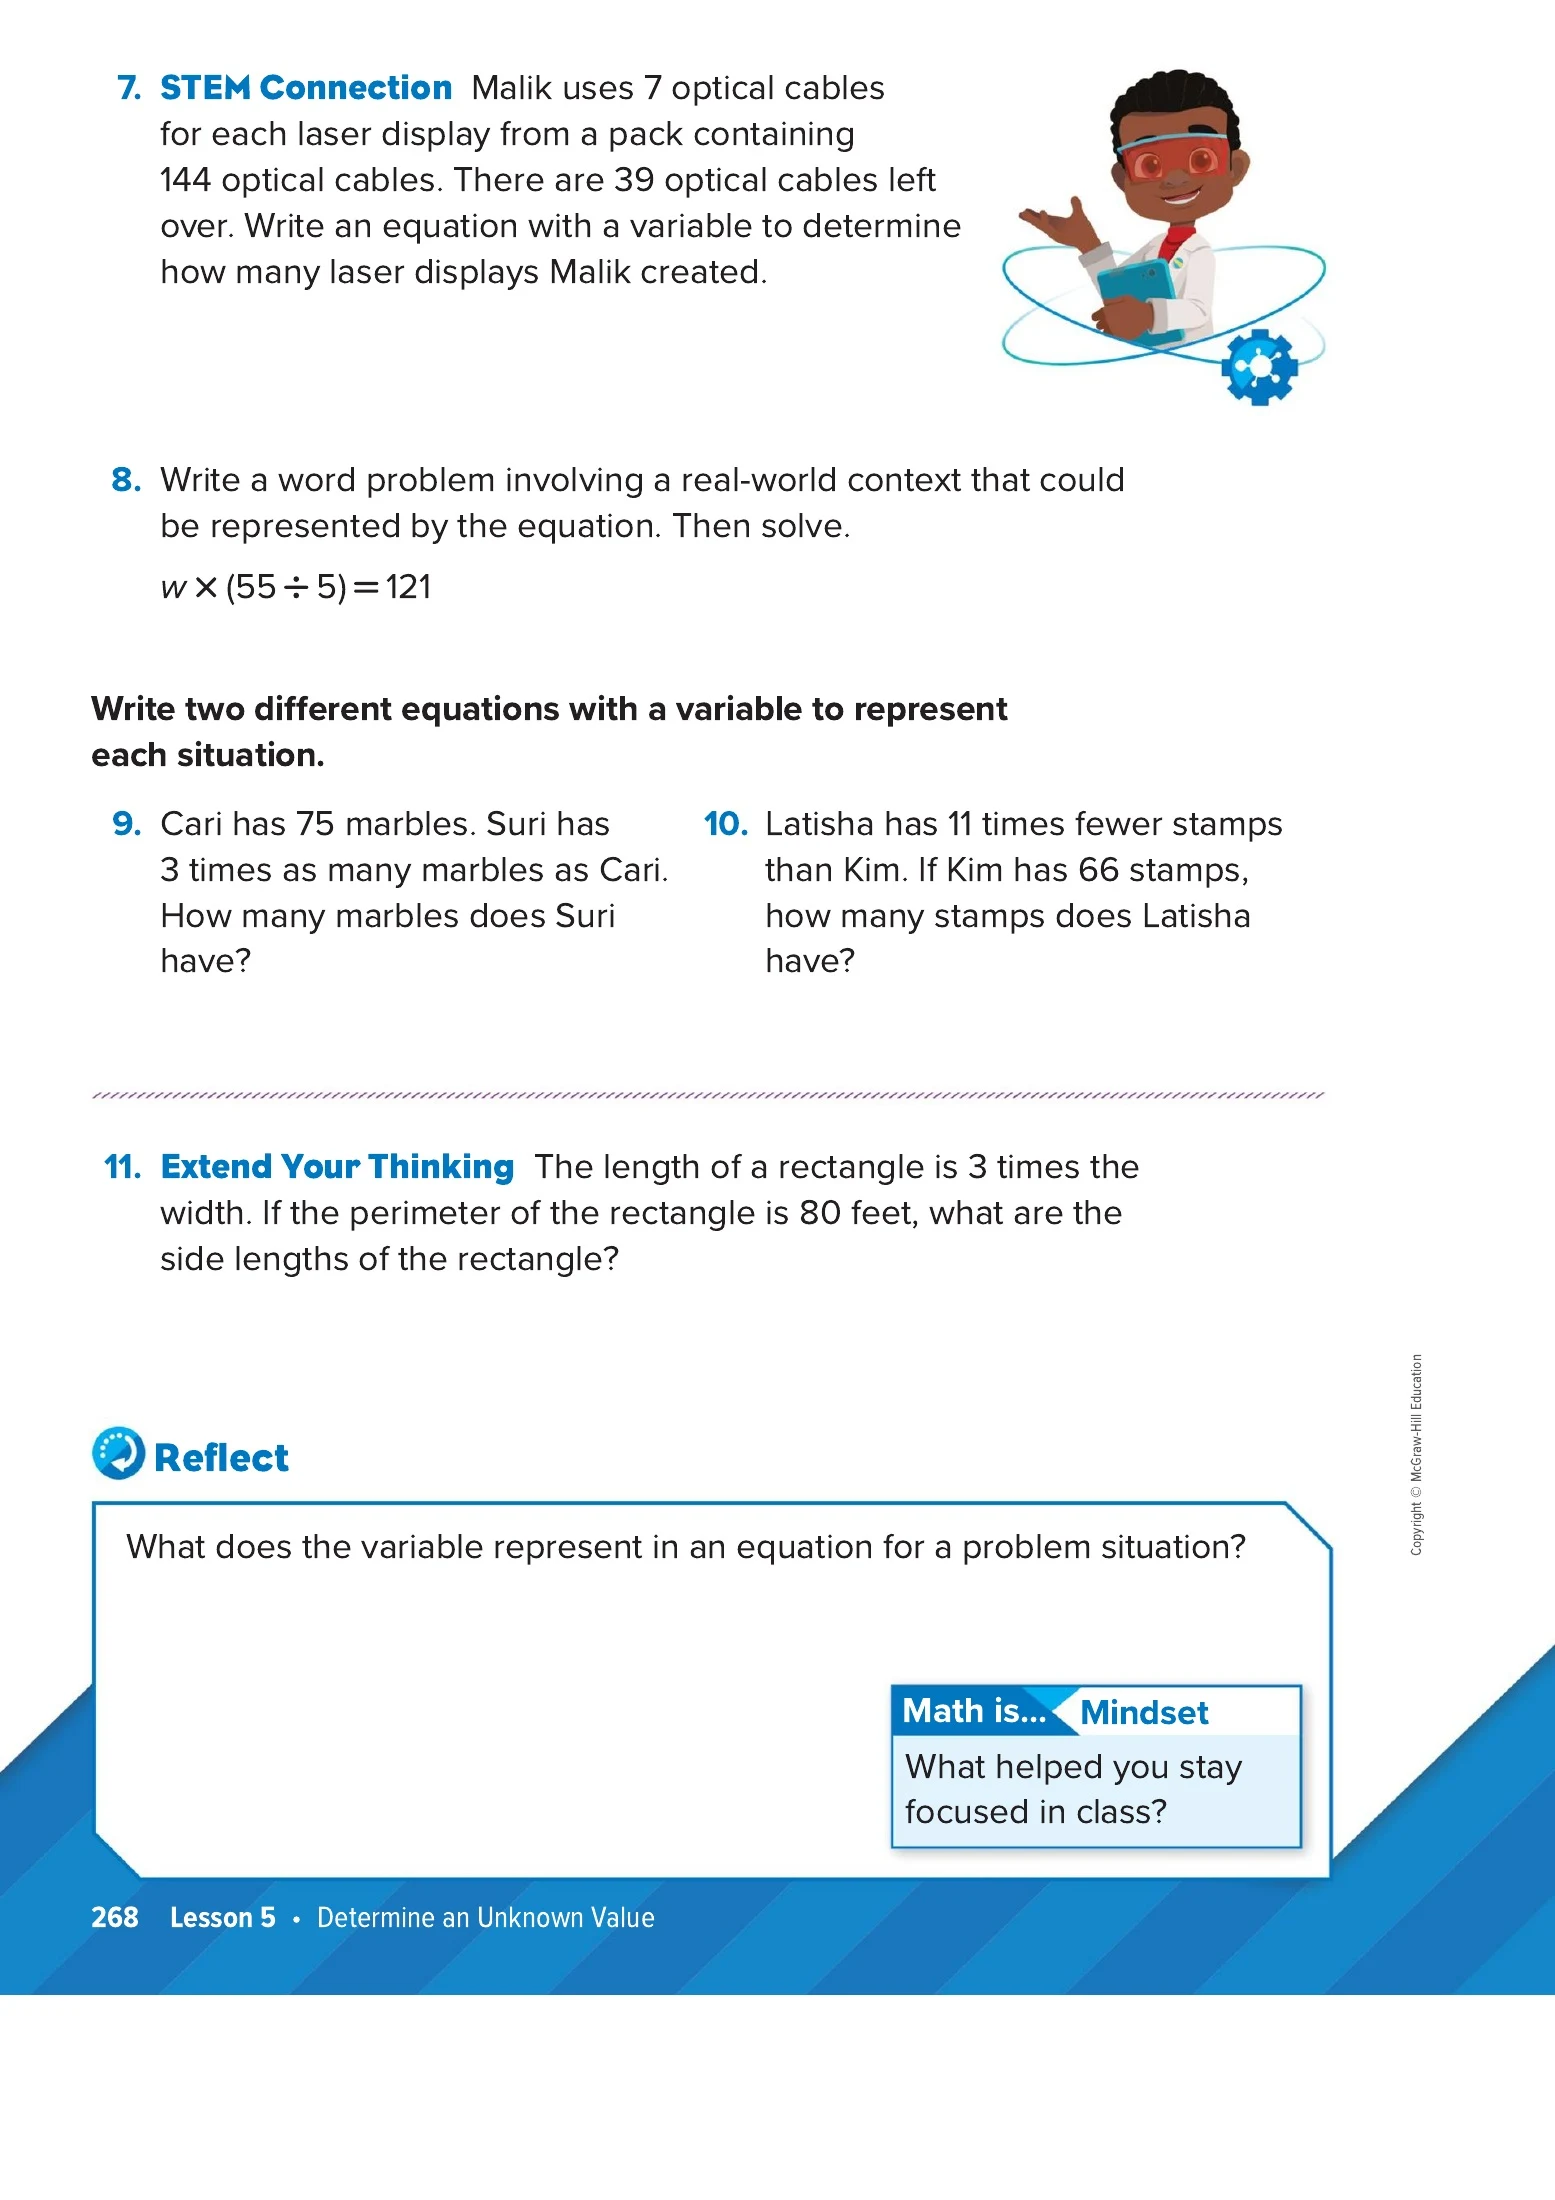 7. STEM Connection Malik uses 7 optical cables
for each laser display from a pack containing
144 optical cables. There are 39 optical cables left
over. Write an equation with a variable to determine
how many laser displays Malik created.
8. Write a word problem involving a real-world context that could
be represented by the equation. Then solve.
w × (55 ÷ 5) = 121
Write two different equations with a variable to represent
each situation.
9. Cari has 75 marbles. Suri has
3 times as many marbles as Cari.
How many marbles does Suri
have?
10. Latisha has 11 times fewer stamps
than Kim. If Kim has 66 stamps,
how many stamps does Latisha
have?
11. Extend Your Thinking The length of a rectangle is 3 times the
width. If the perimeter of the rectangle is 80 feet, what are the
side lengths of the rectangle?
Reflect
What does the variable represent in an equation for a problem situation?
Math is... Mindset
What helped you stay
focused in class?
Copyright © McGraw-Hill Education
268 Lesson 5 • Determine an Unknown Value